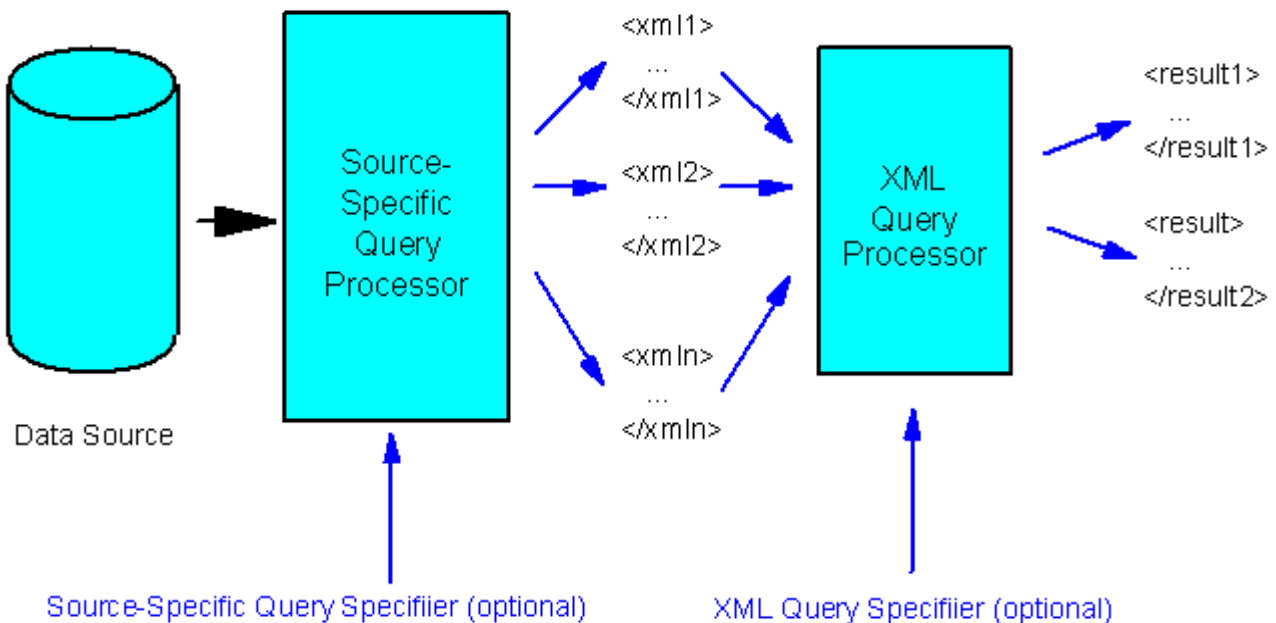 <xml1>
...
</xml1>
<result1>
...
</result1>
Source-
Specific
Query
Processor
<xml2>
...
</xml2>
XML
Query
Processor
<result>
...
</result2>
<xmln>
...
</xmln>
Data Source
Source-Specific Query Specifiier (optional)
XML Query Specifiier (optional)